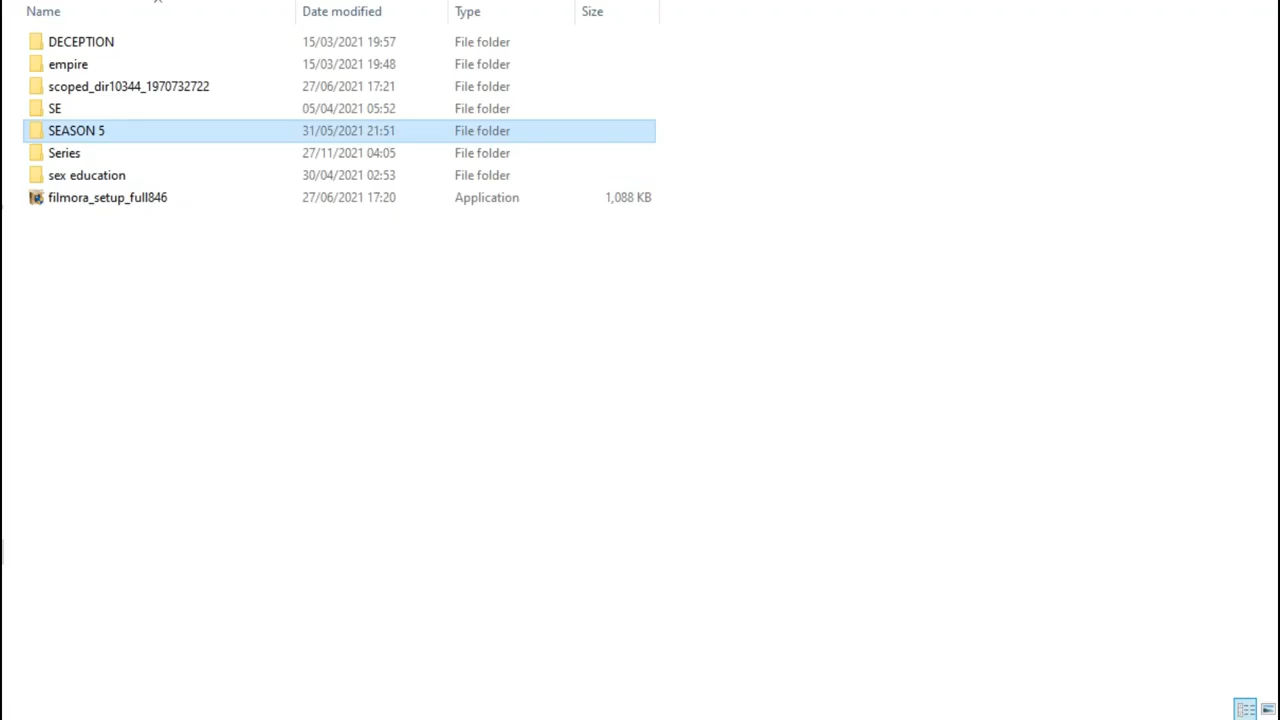 Name Date modified Type Size
DECEPTION 15/03/2021 19:57 File folder
empire 15/03/2021 19:48 File folder
scoped_dir10344_1970732722 27/06/2021 17:21 File folder
SE 05/04/2021 05:52 File folder
SEASON 5 31/05/2021 21:51 File folder
Series 27/11/2021 04:05 File folder
sex education 30/04/2021 02:53 File folder
filmora_setup_full846 27/06/2021 17:20 Application 1,088 KB